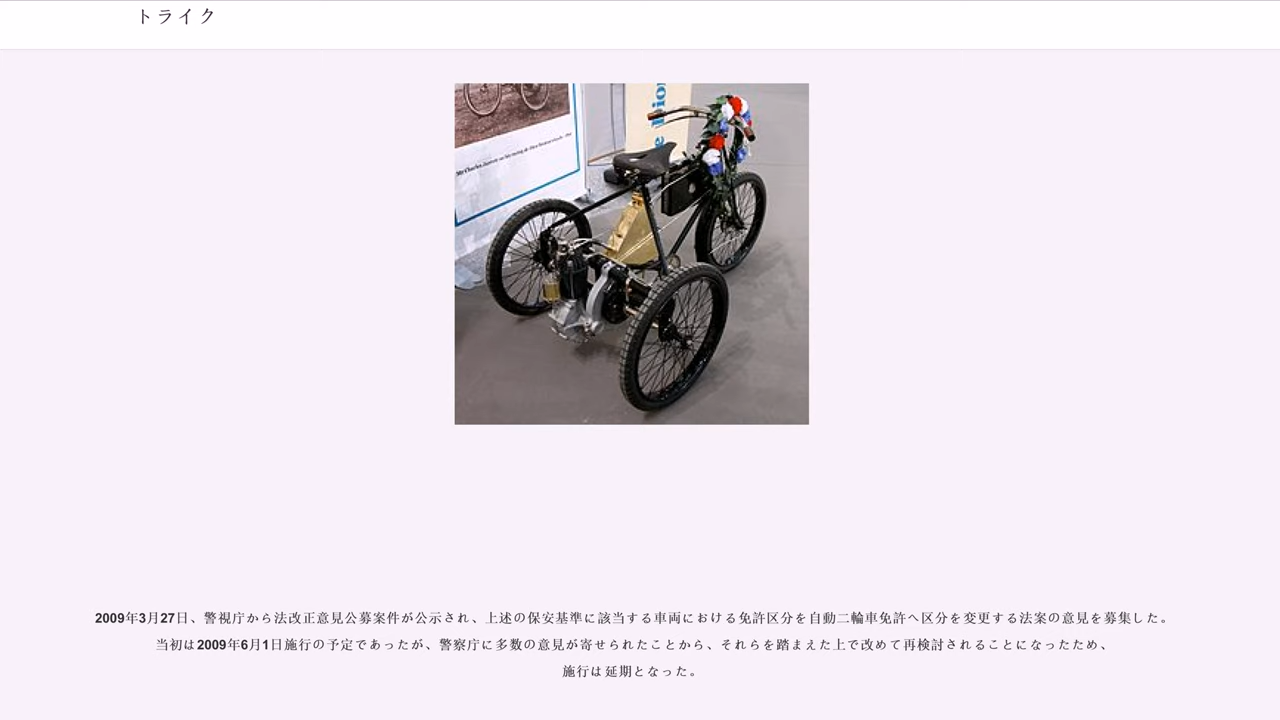 トライク
2009年3月27日、警視庁から法改正意見公募案件が公示され、上述の保安基準に該当する車両における免許区分を自動二輪車免許へ区分を変更する法案の意見を募集した。
当初は2009年6月1日施行の予定であったが、警察庁に多数の意見が寄せられたことから、それらを踏まえた上で改めて再検討されることになったため、
施行は延期となった。